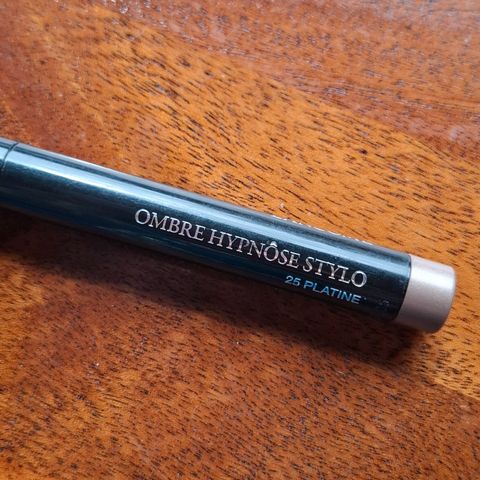 OMBRE HYPNÔSE STYLO
25 PLATINE